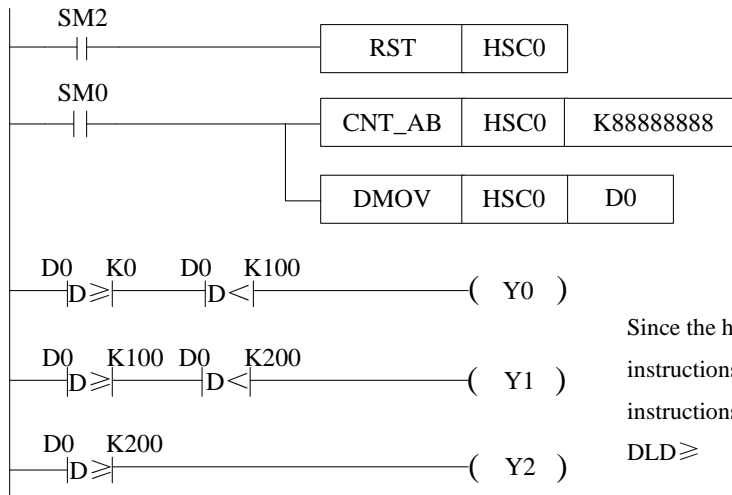 SM2
RST HSC0
SM0
CNT_AB HSC0 K88888888
DMOV HSC0 D0
D0 K0 D0 K100
D≥ D< ( Y0 )
D0 K100 D0 K200
D≥ D< ( Y1 )
D0 K200
D≥ ( Y2 )
Since the h
instructions
instructions
DLD≥